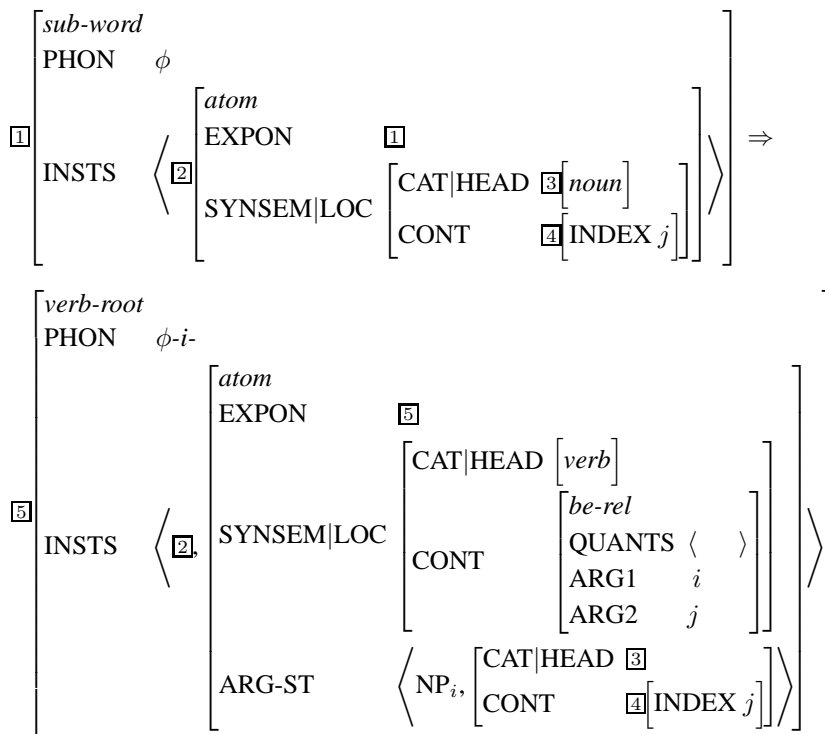 sub-word
PHON ϕ
1 INSTS ⟨ 2 atom
EXPON 1
SYNSEM|LOC CAT|HEAD 3 [noun]
CONT 4 [INDEX j] ⟩ ⇒
verb-root
PHON ϕ-i-
atom
EXPON 5
CAT|HEAD [verb]
5 INSTS ⟨ 2, SYNSEM|LOC CONT be-rel
QUANTS ⟨ ⟩
ARG1 i
ARG2 j
ARG-ST ⟨ NPi, CAT|HEAD 3
CONT 4 [INDEX j] ⟩ ⟩